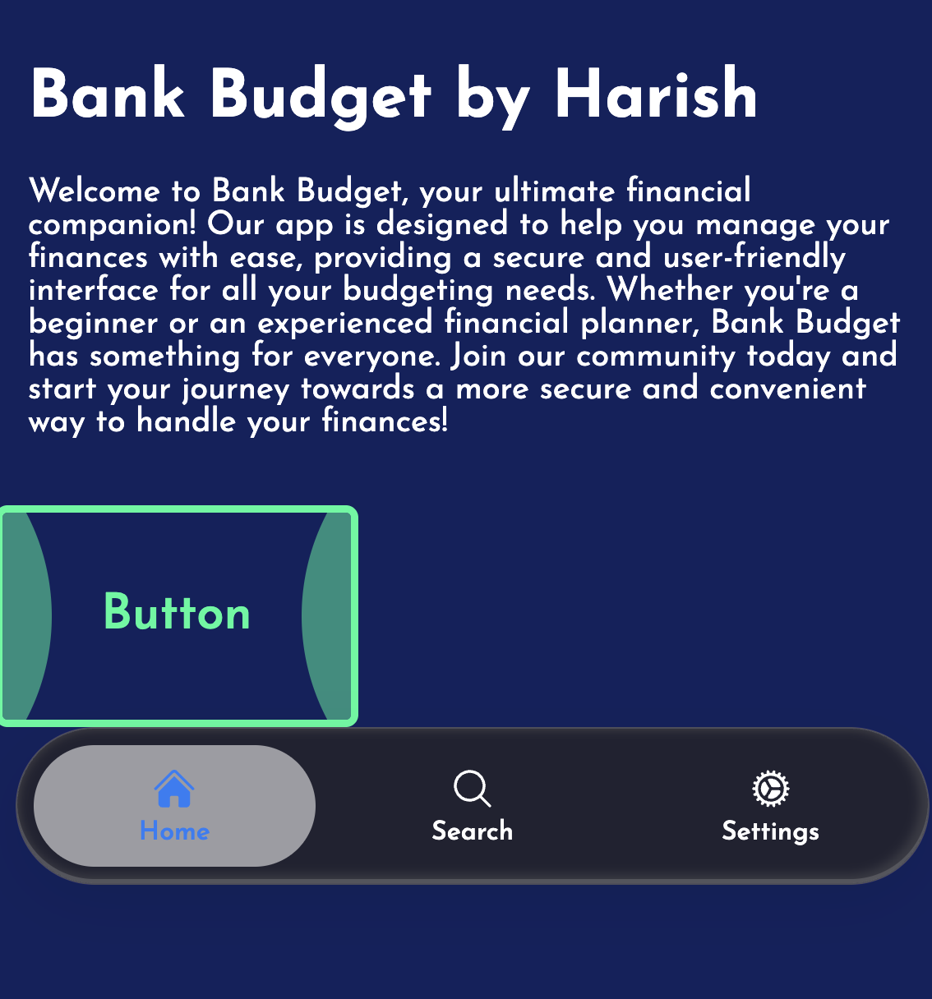 Bank Budget by Harish
Welcome to Bank Budget, your ultimate financial
companion! Our app is designed to help you manage your
finances with ease, providing a secure and user-friendly
interface for all your budgeting needs. Whether you're a
beginner or an experienced financial planner, Bank Budget
has something for everyone. Join our community today and
start your journey towards a more secure and convenient
way to handle your finances!
Button
Home
Search
Settings